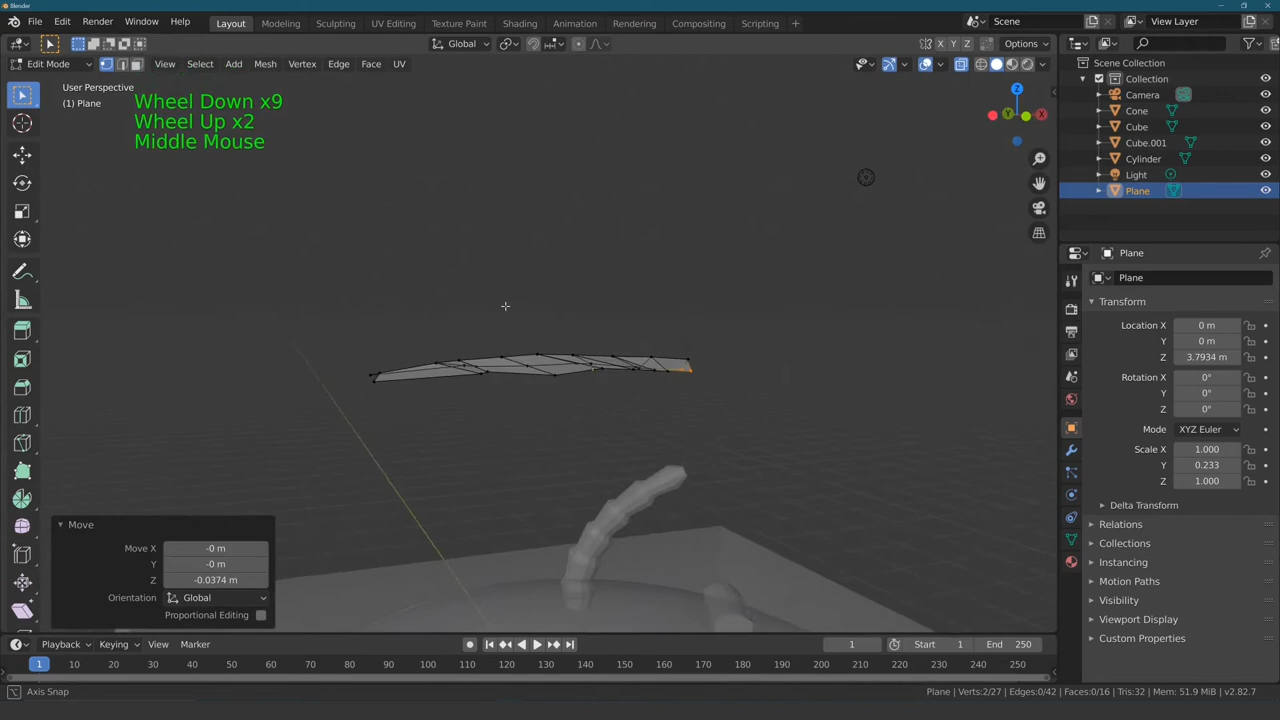 Blender
File Edit Render Window Help
Layout Modeling Sculpting UV Editing Texture Paint Shading Animation Rendering Compositing Scripting +
Scene
View Layer
Global
X Y Z
Options
Edit Mode
View Select Add Mesh Vertex Edge Face UV
User Perspective
(1) Plane
Wheel Down x9
Wheel Up x2
Middle Mouse
Z
Y
X
Scene Collection
Collection
Camera
Cone
Cube
Cube.001
Cylinder
Light
Plane
Plane
Plane
Transform
Location X 0 m
Y 0 m
Z 3.7934 m
Rotation X 0°
Y 0°
Z 0°
Mode XYZ Euler
Scale X 1.000
Y 0.233
Z 1.000
Delta Transform
Relations
Collections
Instancing
Motion Paths
Visibility
Viewport Display
Custom Properties
Move
Move X -0 m
Y -0 m
Z -0.0374 m
Orientation Global
Proportional Editing
Playback Keying View Marker
1 Start 1 End 250
1 10 20 30 40 50 60 70 80 90 100 110 120 130 140 150 160 170 180 190 200 210 220 230 240 250
Axis Snap
Plane | Verts:2/27 | Edges:0/42 | Faces:0/16 | Tris:32 | Mem: 51.9 MiB | v2.82.7